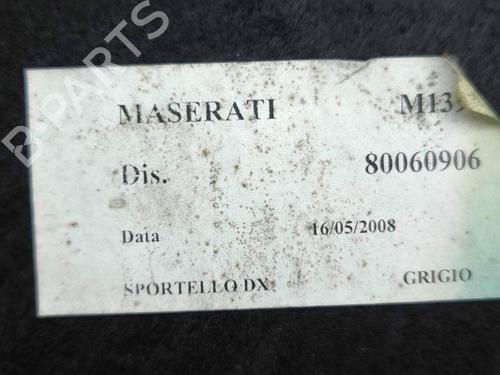 B-PARTS
MASERATI
Dis. 80060906
Data 16/05/2008
SPORTELLO DX GRIGIO